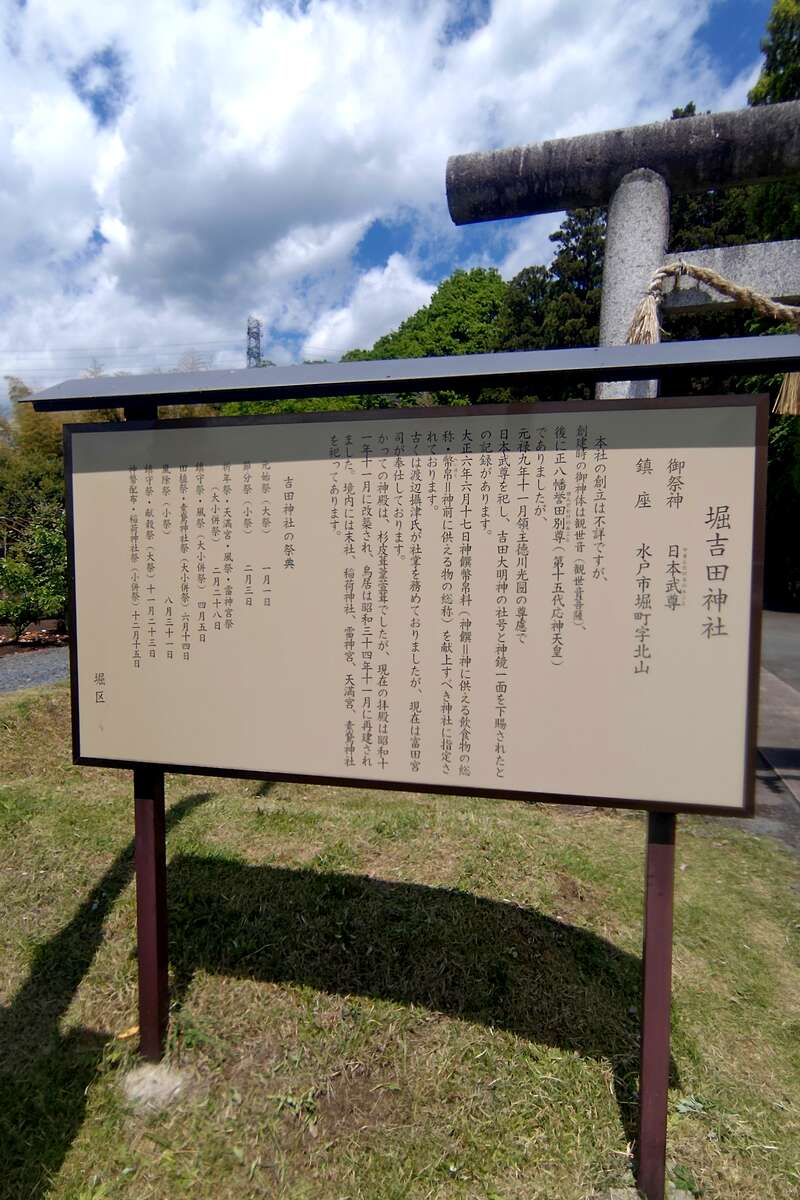 堀吉田神社
御祭神 日本武尊
鎮座 水戸市堀町字北山
本社の創立は不詳ですが、
創建時の御神体は観世音(観世音菩薩)、
後に正八幡誉田別尊(第十五代応神天皇)
でありましたが、
元禄九年十一月領主徳川光圀の尊慮で
日本武尊を祀し、吉田大明神の社号と神鏡一面を下賜されたと
の記録があります。
大正六年六月十七日神饌幣帛料(神饌=神に供える飲食物の総
称・幣帛=神前に供える物の総称)を献上すべき神社に指定さ
れております。
古くは渡辺摂津氏が社掌を務めておりましたが、現在は富田宮
司が奉仕しております。
かつての神殿は、杉皮葺藁葺でしたが、現在の拝殿は昭和十
一年十一月に改築され、鳥居は昭和三十四年十一月に再建され
ました。境内には末社、稲荷神社、雷神宮、天満宮、素鵞神社
を祀ってあります。
吉田神社の祭典
元始祭(大祭) 一月一日
節分祭(小祭) 二月三日
祈年祭・天満宮・風祭・雷神宮祭
(大小併祭) 二月二十八日
鎮守祭・風祭(大小併祭) 四月五日
田植祭・素鵞神社祭(大小併祭)六月十四日
風除祭(小祭) 八月三十一日
鎮守祭・献穀祭(大祭)十一月二十三日
神警配布・稲荷神社祭(小併祭)十二月十五日
堀区